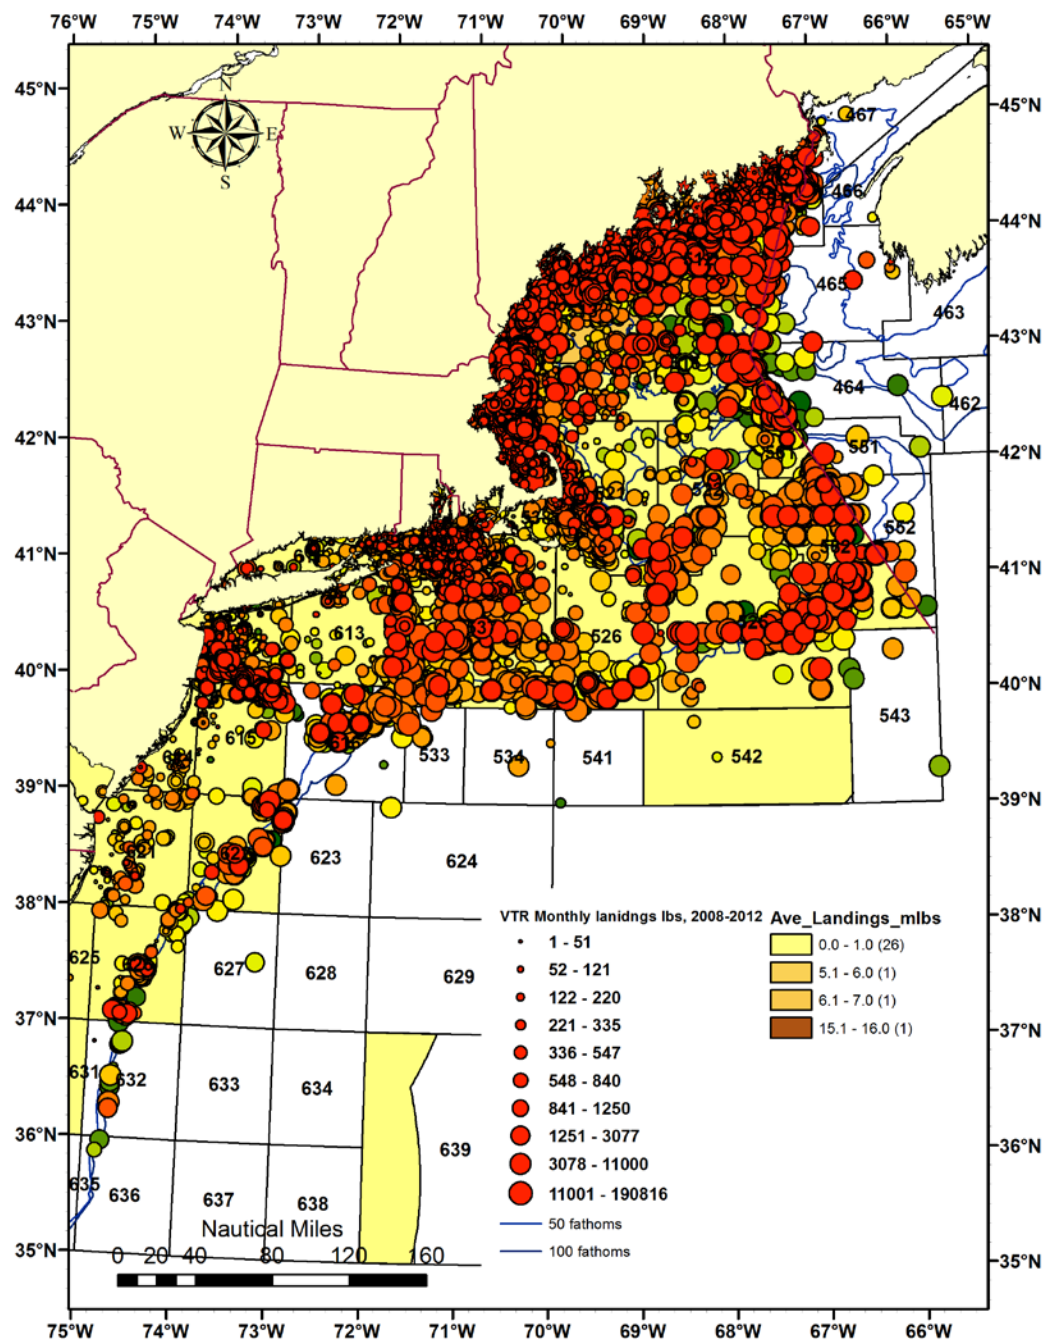 76°W 75°W 74°W 73°W 72°W 71°W 70°W 69°W 68°W 67°W 66°W 65°W
45°N 45°N
N
W E
S
467
466
44°N 44°N
465
463
43°N 43°N
464
462
42°N 42°N
551
552
41°N 41°N
613
526
40°N 40°N
615
533
534
541
542
543
39°N 39°N
621
623
624
38°N 38°N
625
627
628
629
37°N 37°N
631
632
633
634
36°N 36°N
639
635
636
637
638
35°N 35°N
VTR Monthly lanidngs lbs, 2008-2012
1 - 51
52 - 121
122 - 220
221 - 335
336 - 547
548 - 840
841 - 1250
1251 - 3077
3078 - 11000
11001 - 190816
50 fathoms
100 fathoms
Ave_Landings_mlbs
0.0 - 1.0 (26)
5.1 - 6.0 (1)
6.1 - 7.0 (1)
15.1 - 16.0 (1)
Nautical Miles
0 20 40 80 120 160
75°W 74°W 73°W 72°W 71°W 70°W 69°W 68°W 67°W 66°W